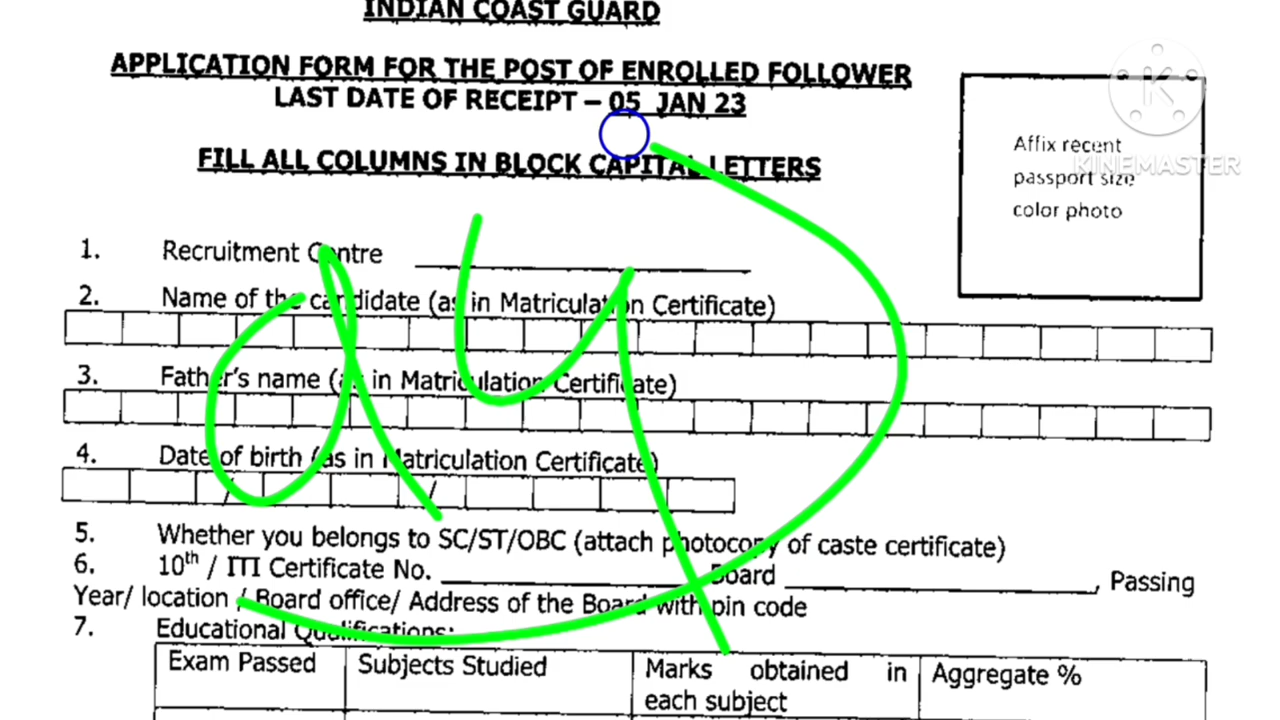 INDIAN COAST GUARD
APPLICATION FORM FOR THE POST OF ENROLLED FOLLOWER
LAST DATE OF RECEIPT – 05 JAN 23
FILL ALL COLUMNS IN BLOCK CAPITAL LETTERS
Affix recent
passport size
color photo
KINEMASTER
1. Recruitment Centre
2. Name of the candidate (as in Matriculation Certificate)
3. Father's name (as in Matriculation Certificate)
4. Date of birth (as in Matriculation Certificate)
/ /
5. Whether you belongs to SC/ST/OBC (attach photocopy of caste certificate)
6. 10th / ITI Certificate No. Board , Passing
Year/ location / Board office/ Address of the Board with pin code
7. Educational Qualifications:
Exam Passed Subjects Studied Marks obtained in Aggregate %
each subject